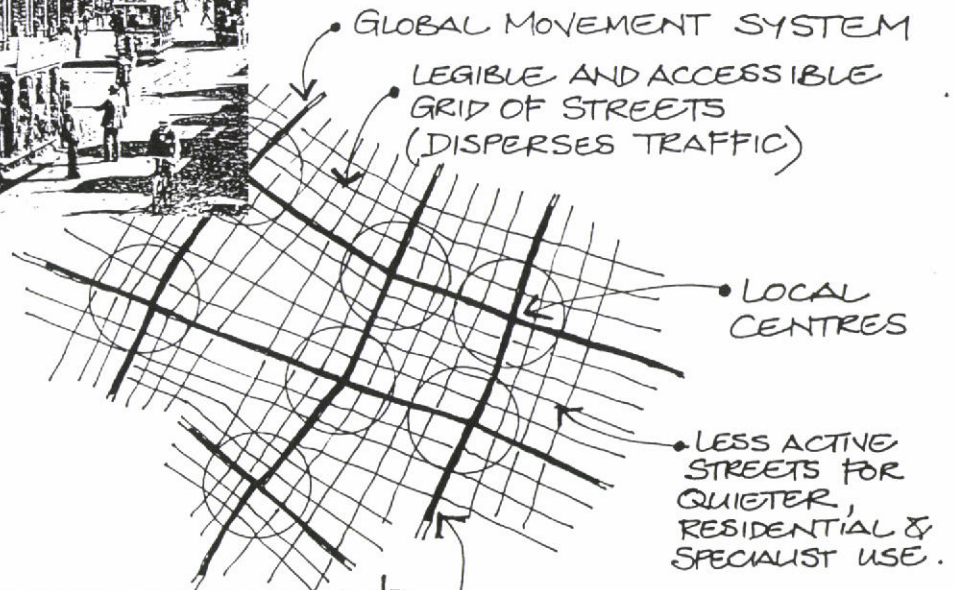 GLOBAL MOVEMENT SYSTEM
LEGIBLE AND ACCESSIBLE
GRID OF STREETS
(DISPERSES TRAFFIC)
LOCAL
CENTRES
LESS ACTIVE
STREETS FOR
QUIETER,
RESIDENTIAL &
SPECIALIST USE.